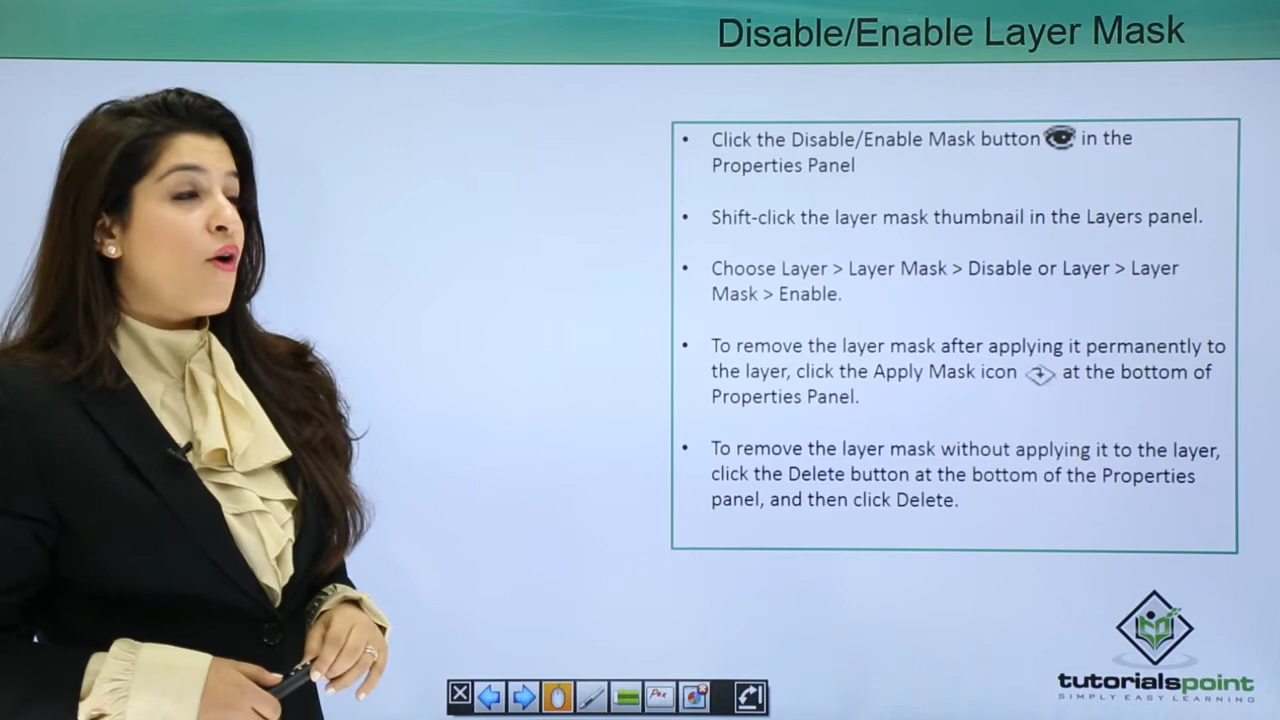 Disable/Enable Layer Mask
• Click the Disable/Enable Mask button in the
Properties Panel
• Shift-click the layer mask thumbnail in the Layers panel.
• Choose Layer > Layer Mask > Disable or Layer > Layer
Mask > Enable.
• To remove the layer mask after applying it permanently to
the layer, click the Apply Mask icon at the bottom of
Properties Panel.
• To remove the layer mask without applying it to the layer,
click the Delete button at the bottom of the Properties
panel, and then click Delete.
tutorialspoint
SIMPLY EASY LEARNING
Pen